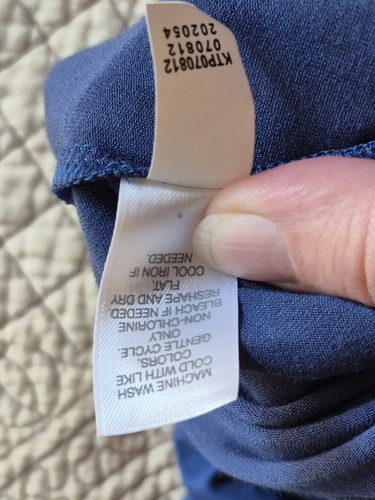 KTP070812
070812
202054
MACHINE WASH
COLD WITH LIKE
COLORS.
GENTLE CYCLE.
ONLY
NON-CHLORINE
BLEACH IF NEEDED.
RESHAPE AND DRY
FLAT.
COOL IRON IF
NEEDED.